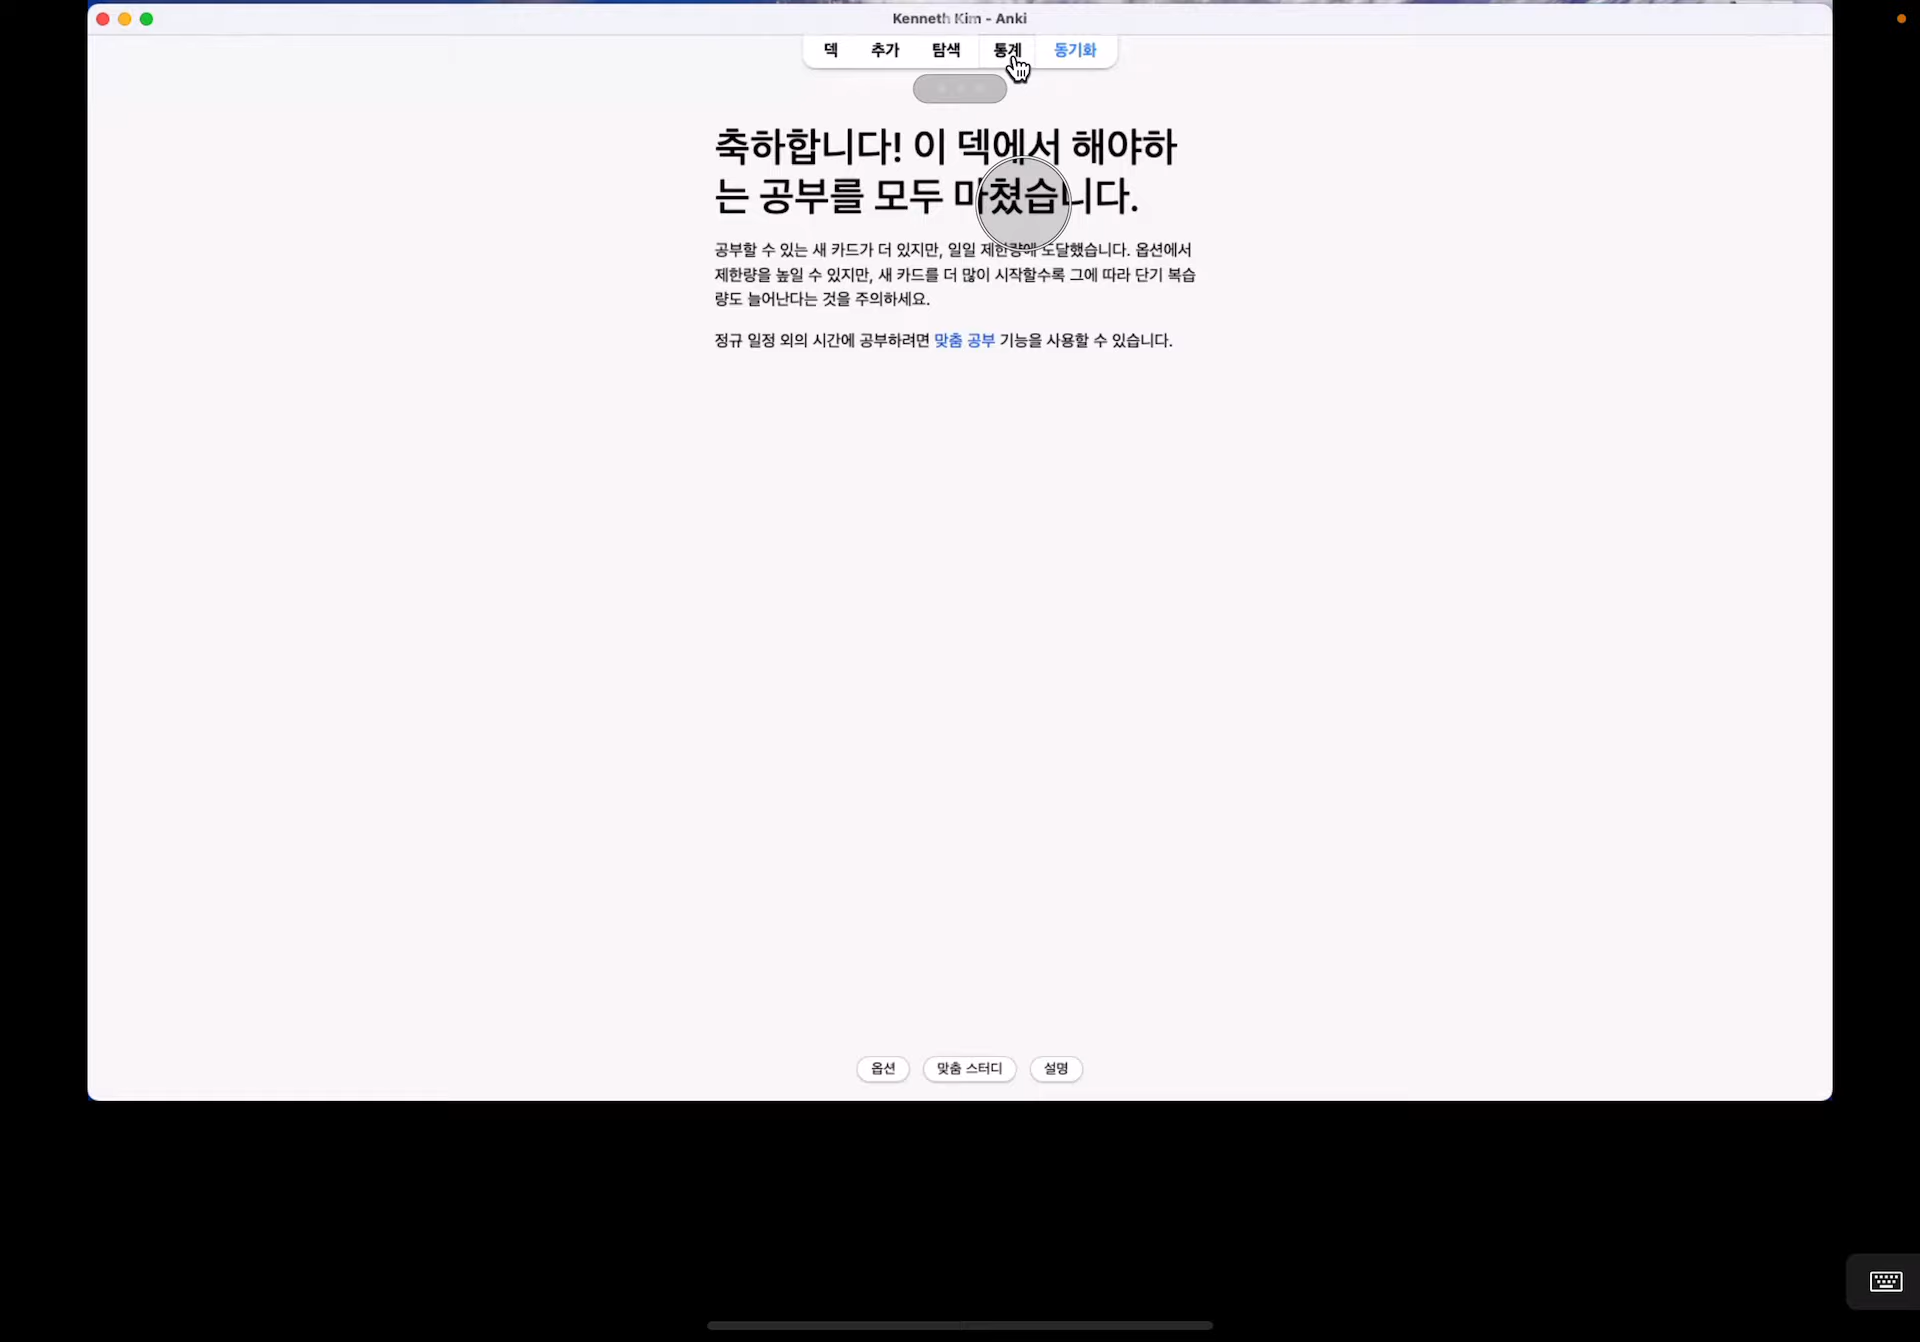 Kenneth Kim - Anki
덱 추가 탐색 통계 동기화
축하합니다! 이 덱에서 해야하
는 공부를 모두 마쳤습니다.
공부할 수 있는 새 카드가 더 있지만, 일일 제한량에 도달했습니다. 옵션에서
제한량을 높일 수 있지만, 새 카드를 더 많이 시작할수록 그에 따라 단기 복습
량도 늘어난다는 것을 주의하세요.
정규 일정 외의 시간에 공부하려면 맞춤 공부 기능을 사용할 수 있습니다.
옵션 맞춤 스터디 설명